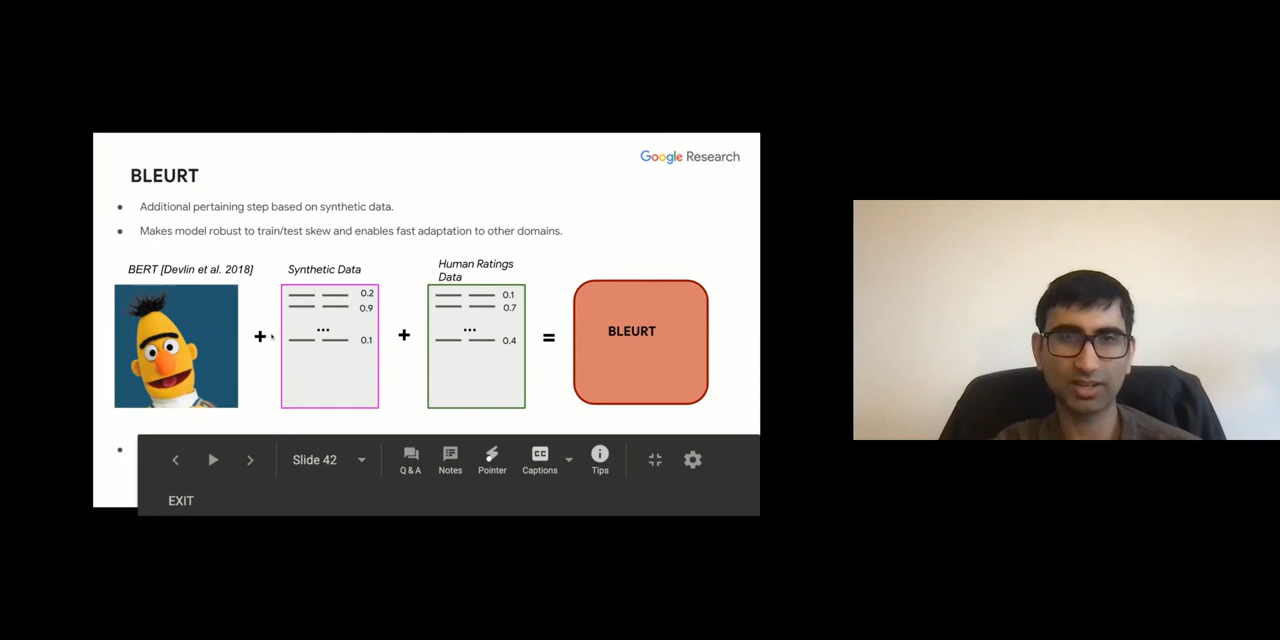 Google Research
BLEURT
• Additional pertaining step based on synthetic data.
• Makes model robust to train/test skew and enables fast adaptation to other domains.
BERT [Devlin et al. 2018]
Synthetic Data
Human Ratings
Data
0.2
0.9
...
0.1
0.1
0.7
...
0.4
+
+
=
BLEURT
•
Slide 42
Q & A
Notes
Pointer
CC
Captions
Tips
EXIT